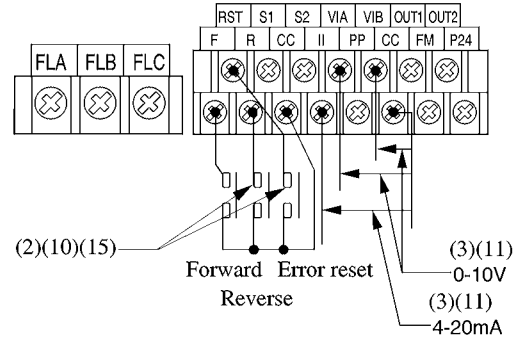 RST S1 S2 VIA VIB OUT1 OUT2
F R CC II PP CC FM P24
FLA FLB FLC
(2)(10)(15)
Forward Error reset
Reverse
(3)(11)
0-10V
(3)(11)
4-20mA